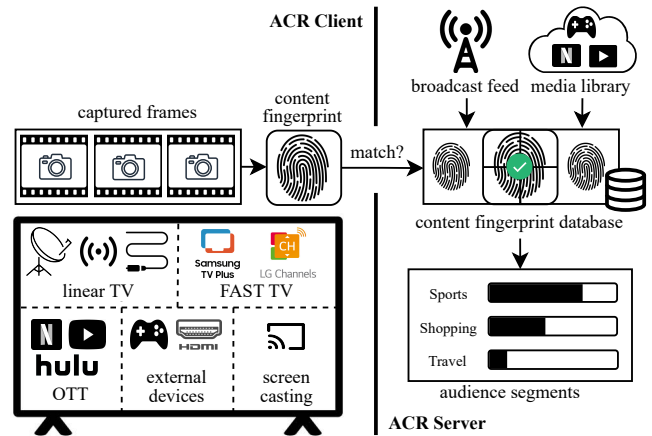 ACR Client
captured frames
content
fingerprint
match?
broadcast feed
media library
N
content fingerprint database
linear TV
SAMSUNG
TV Plus
CH
LG Channels
FAST TV
N
hulu
OTT
HDMI
external
devices
screen
casting
Sports
Shopping
Travel
audience segments
ACR Server